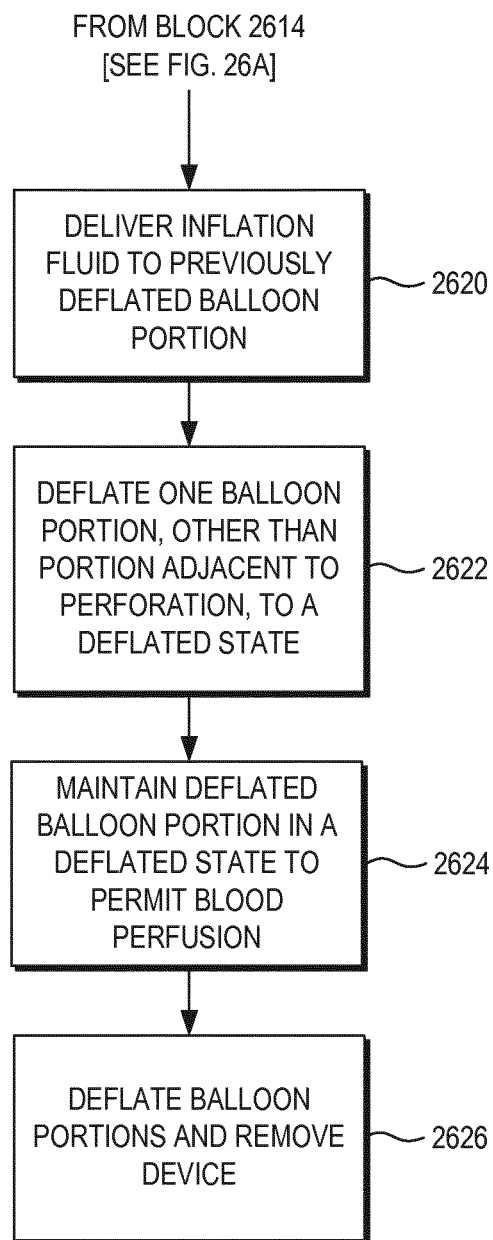 FROM BLOCK 2614
[SEE FIG. 26A]
DELIVER INFLATION
FLUID TO PREVIOUSLY
DEFLATED BALLOON
PORTION
2620
DEFLATE ONE BALLOON
PORTION, OTHER THAN
PORTION ADJACENT TO
PERFORATION, TO A
DEFLATED STATE
2622
MAINTAIN DEFLATED
BALLOON PORTION IN A
DEFLATED STATE TO
PERMIT BLOOD
PERFUSION
2624
DEFLATE BALLOON
PORTIONS AND REMOVE
DEVICE
2626